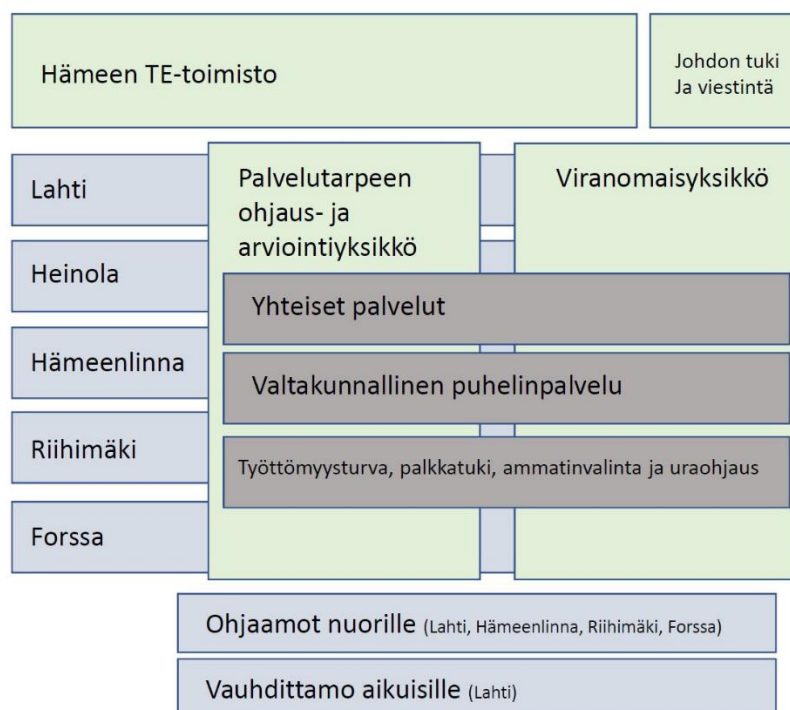 Hämeen TE-toimisto
Johdon tuki
Ja viestintä
Lahti
Heinola
Hämeenlinna
Riihimäki
Forssa
Palvelutarpeen
ohjaus- ja
arviointiyksikkö
Viranomaisyksikkö
Yhteiset palvelut
Valtakunnallinen puhelinpalvelu
Työttömyysturva, palkkatuki, ammatinvalinta ja uraohjaus
Ohjaamot nuorille (Lahti, Hämeenlinna, Riihimäki, Forssa)
Vauhdittamo aikuisille (Lahti)